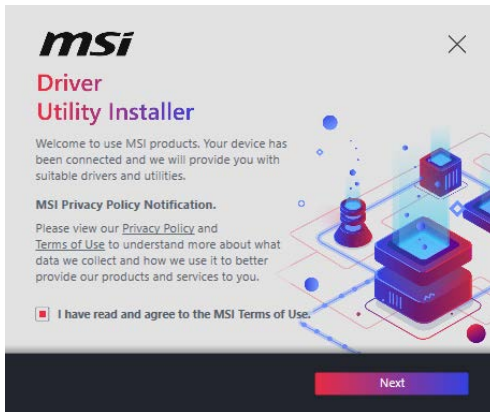 msi
Driver
Utility Installer
Welcome to use MSI products. Your device has
been connected and we will provide you with
suitable drivers and utilities.
MSI Privacy Policy Notification.
Please view our Privacy Policy and
Terms of Use to understand more about what
data we collect and how we use it to better
provide our products and services to you.
I have read and agree to the MSI Terms of Use.
Next